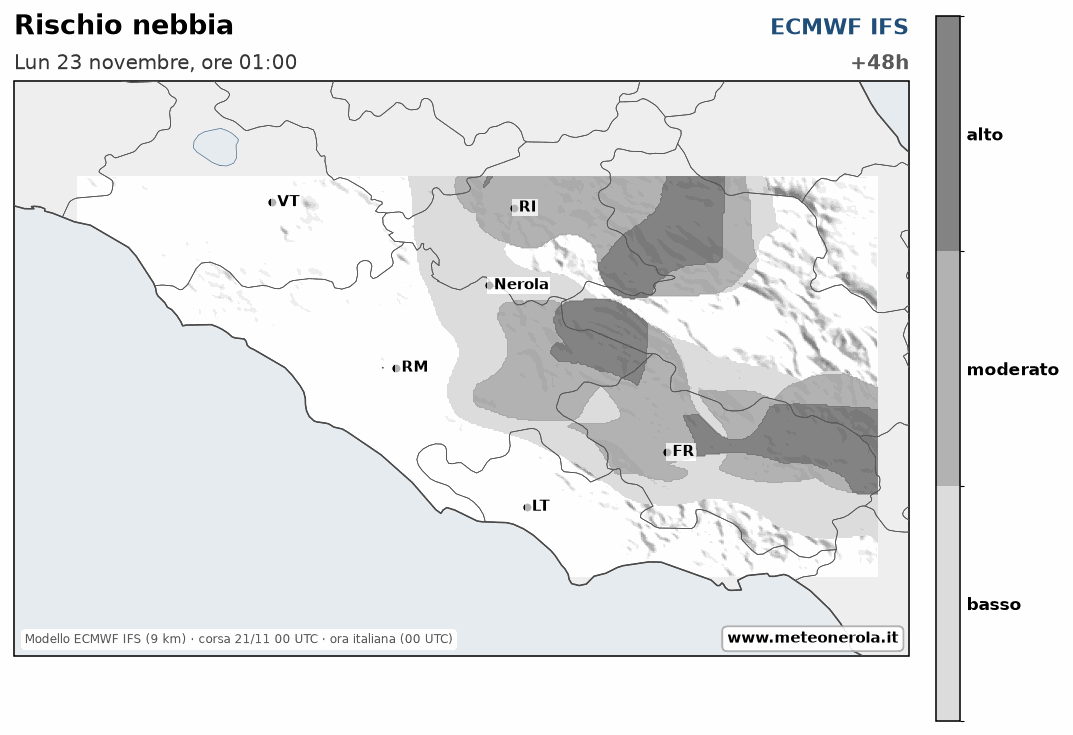 Rischio nebbia
ECMWF IFS
Lun 23 novembre, ore 01:00
+48h
alto
VT
RI
Nerola
moderato
RM
FR
LT
basso
Modello ECMWF IFS (9 km) · corsa 21/11 00 UTC · ora italiana (00 UTC)
www.meteonerola.it